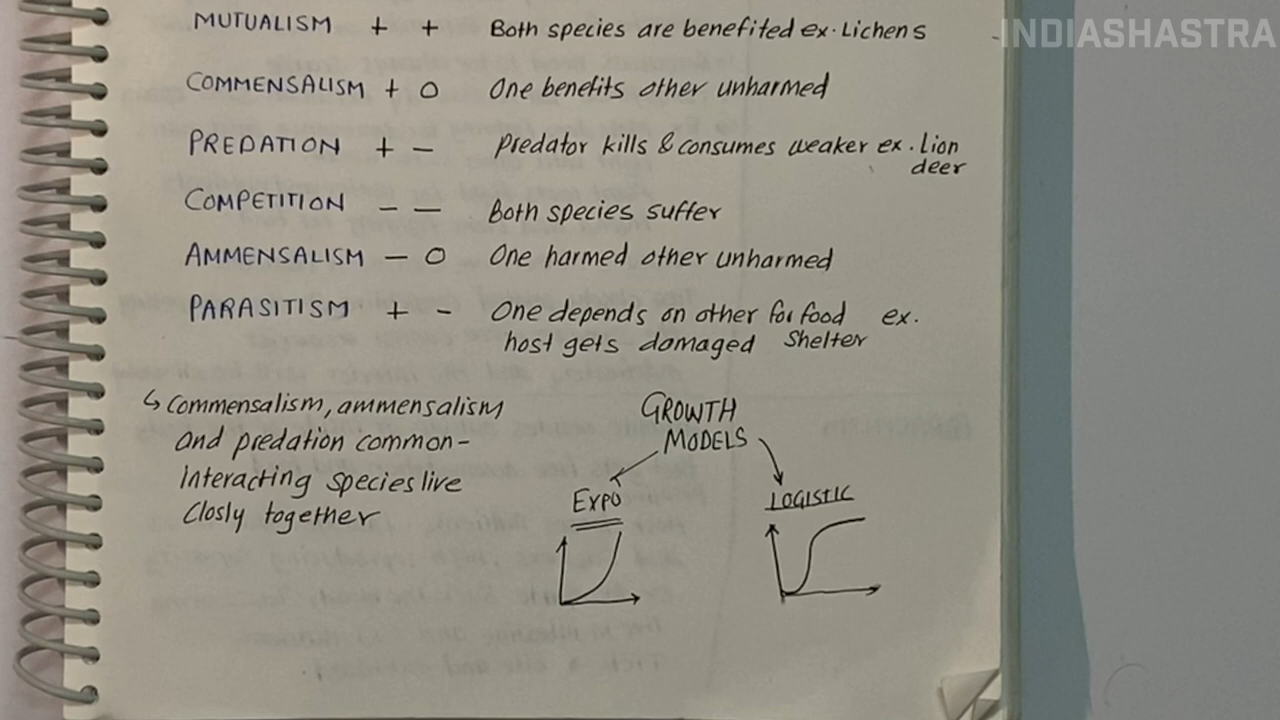 INDIASHASTRA
MUTUALISM + + Both species are benefited ex. Lichens
COMMENSALISM + O One benefits other unharmed
PREDATION + - Predator kills & consumes weaker ex. lion
deer
COMPETITION - - Both species suffer
AMMENSALISM - O One harmed other unharmed
PARASITISM + - One depends on other for food ex.
host gets damaged Shelter
↳ Commensalism, ammensalism
and predation common-
interacting species live
Closly together
GROWTH
MODELS
EXPO
LOGISTIC